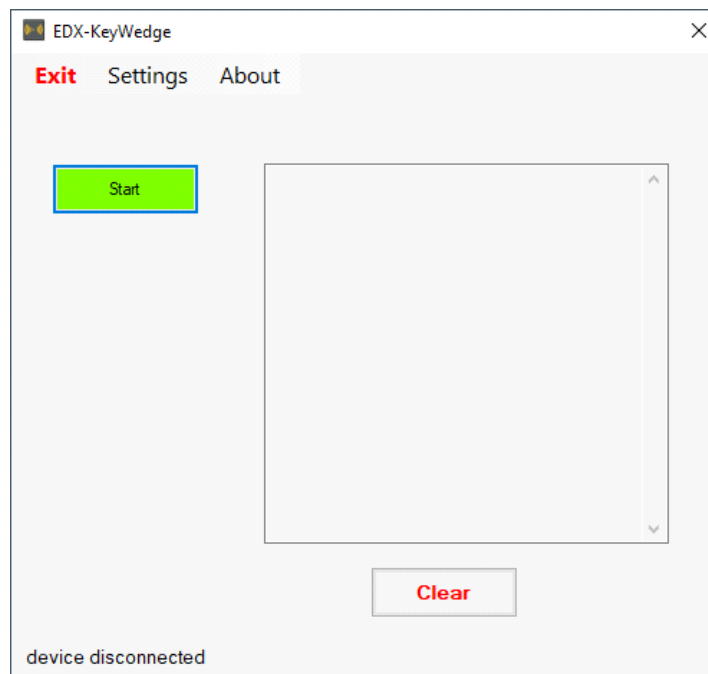 EDX-KeyWedge
Exit Settings About
Start
Clear
device disconnected